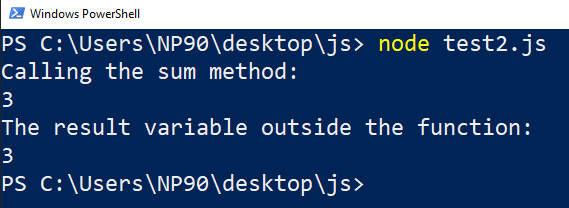 Windows PowerShell
PS C:\Users\NP90\desktop\js> node test2.js
Calling the sum method:
3
The result variable outside the function:
3
PS C:\Users\NP90\desktop\js>